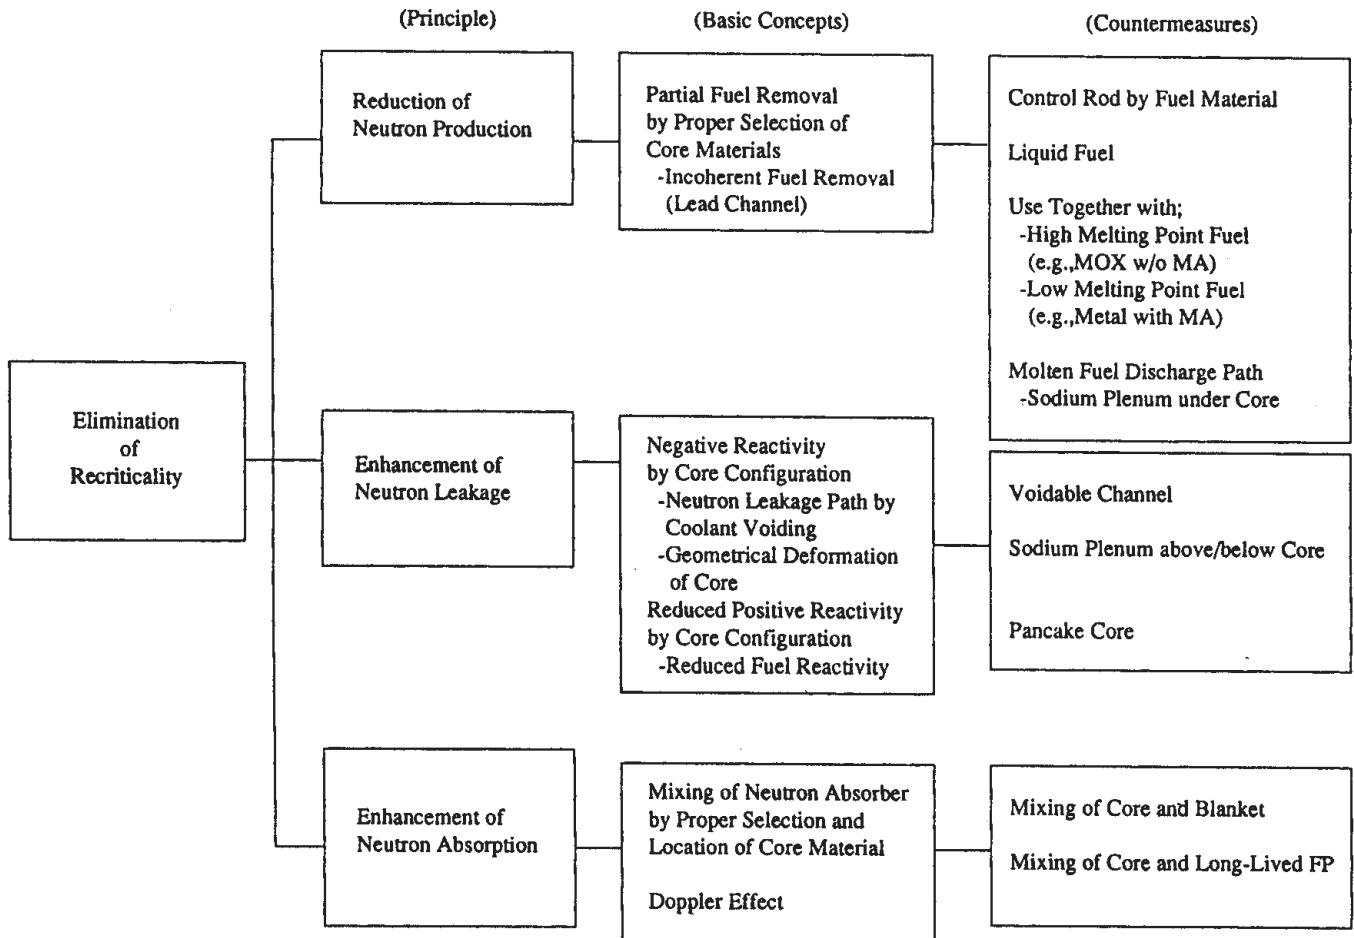 (Principle)
(Basic Concepts)
(Countermeasures)
Elimination
of
Recriticality
Reduction of
Neutron Production
Partial Fuel Removal
by Proper Selection of
Core Materials
-Incoherent Fuel Removal
(Lead Channel)
Control Rod by Fuel Material
Liquid Fuel
Use Together with;
-High Melting Point Fuel
(e.g.,MOX w/o MA)
-Low Melting Point Fuel
(e.g.,Metal with MA)
Molten Fuel Discharge Path
-Sodium Plenum under Core
Enhancement of
Neutron Leakage
Negative Reactivity
by Core Configuration
-Neutron Leakage Path by
Coolant Voiding
-Geometrical Deformation
of Core
Reduced Positive Reactivity
by Core Configuration
-Reduced Fuel Reactivity
Voidable Channel
Sodium Plenum above/below Core
Pancake Core
Enhancement of
Neutron Absorption
Mixing of Neutron Absorber
by Proper Selection and
Location of Core Material
Doppler Effect
Mixing of Core and Blanket
Mixing of Core and Long-Lived FP